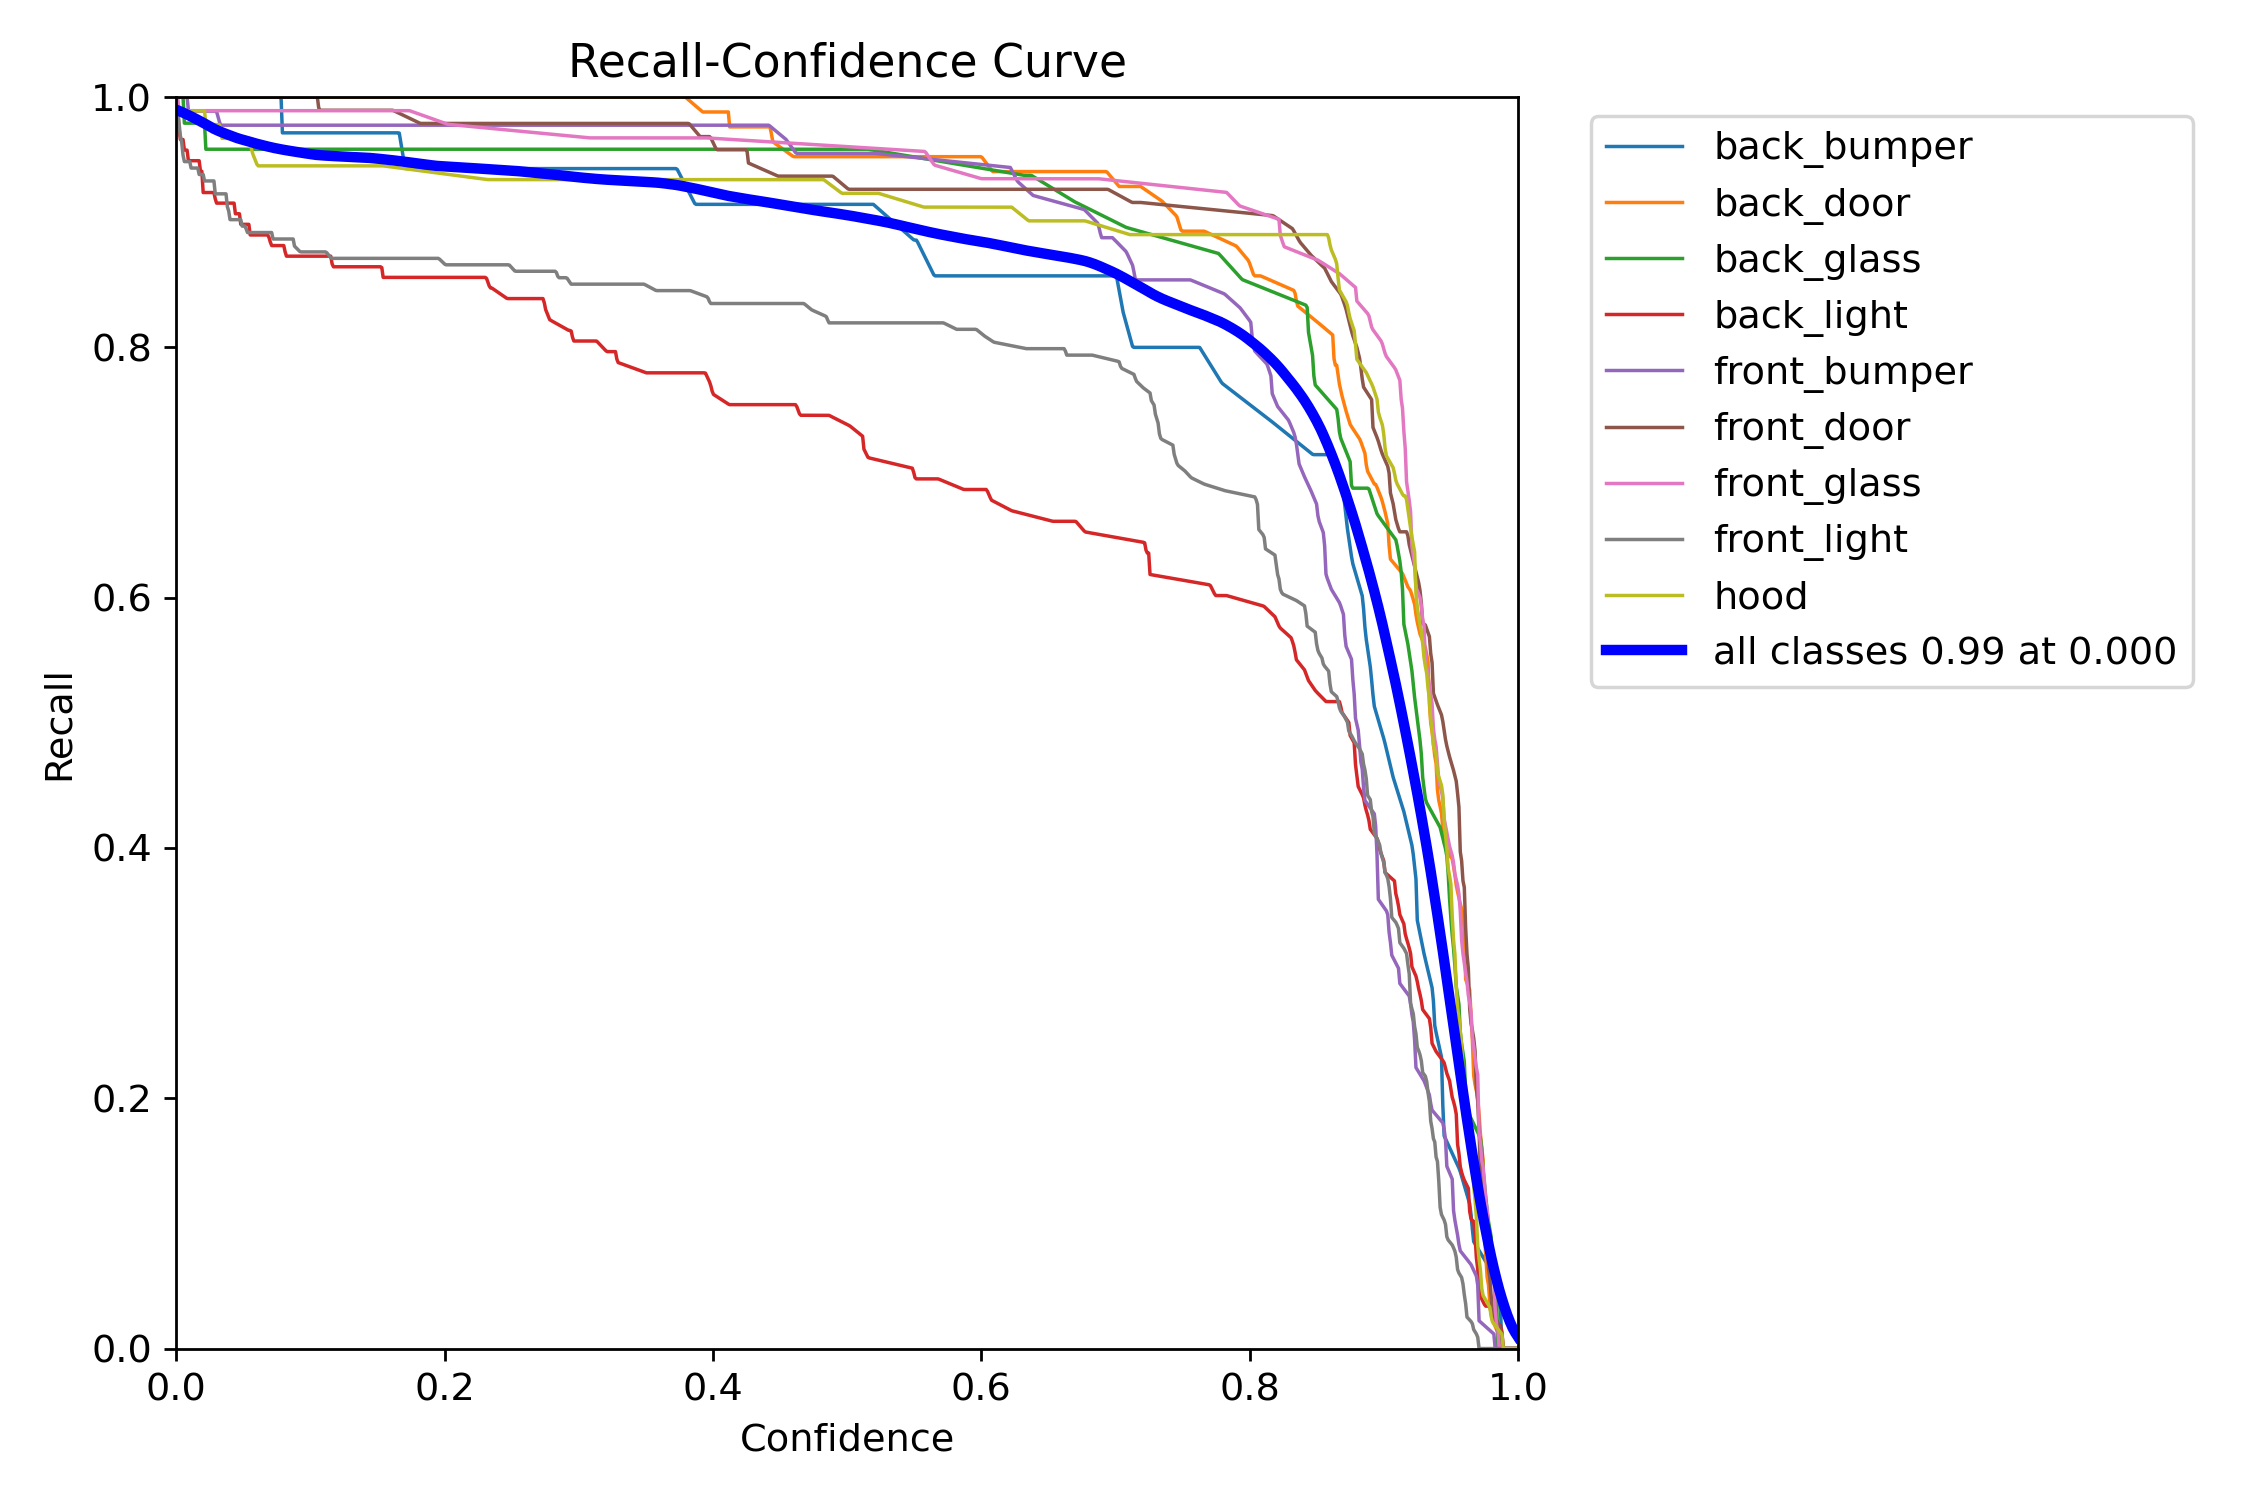 Recall-Confidence Curve
1.0
0.8
0.6
0.4
0.2
0.0
Recall
0.0 0.2 0.4 0.6 0.8 1.0
Confidence
back_bumper
back_door
back_glass
back_light
front_bumper
front_door
front_glass
front_light
hood
all classes 0.99 at 0.000